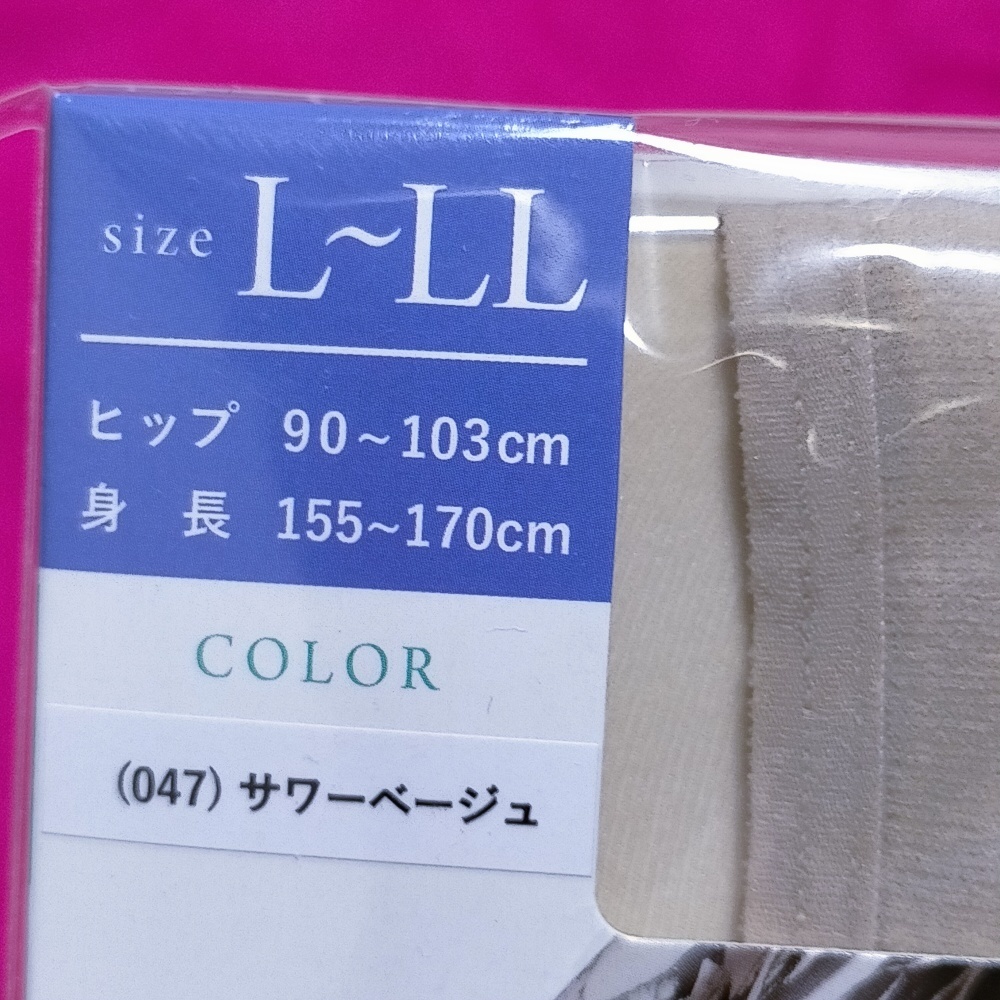 size L~LL
ヒップ 90~103cm
身長 155~170cm
COLOR
(047) サワーベージュ